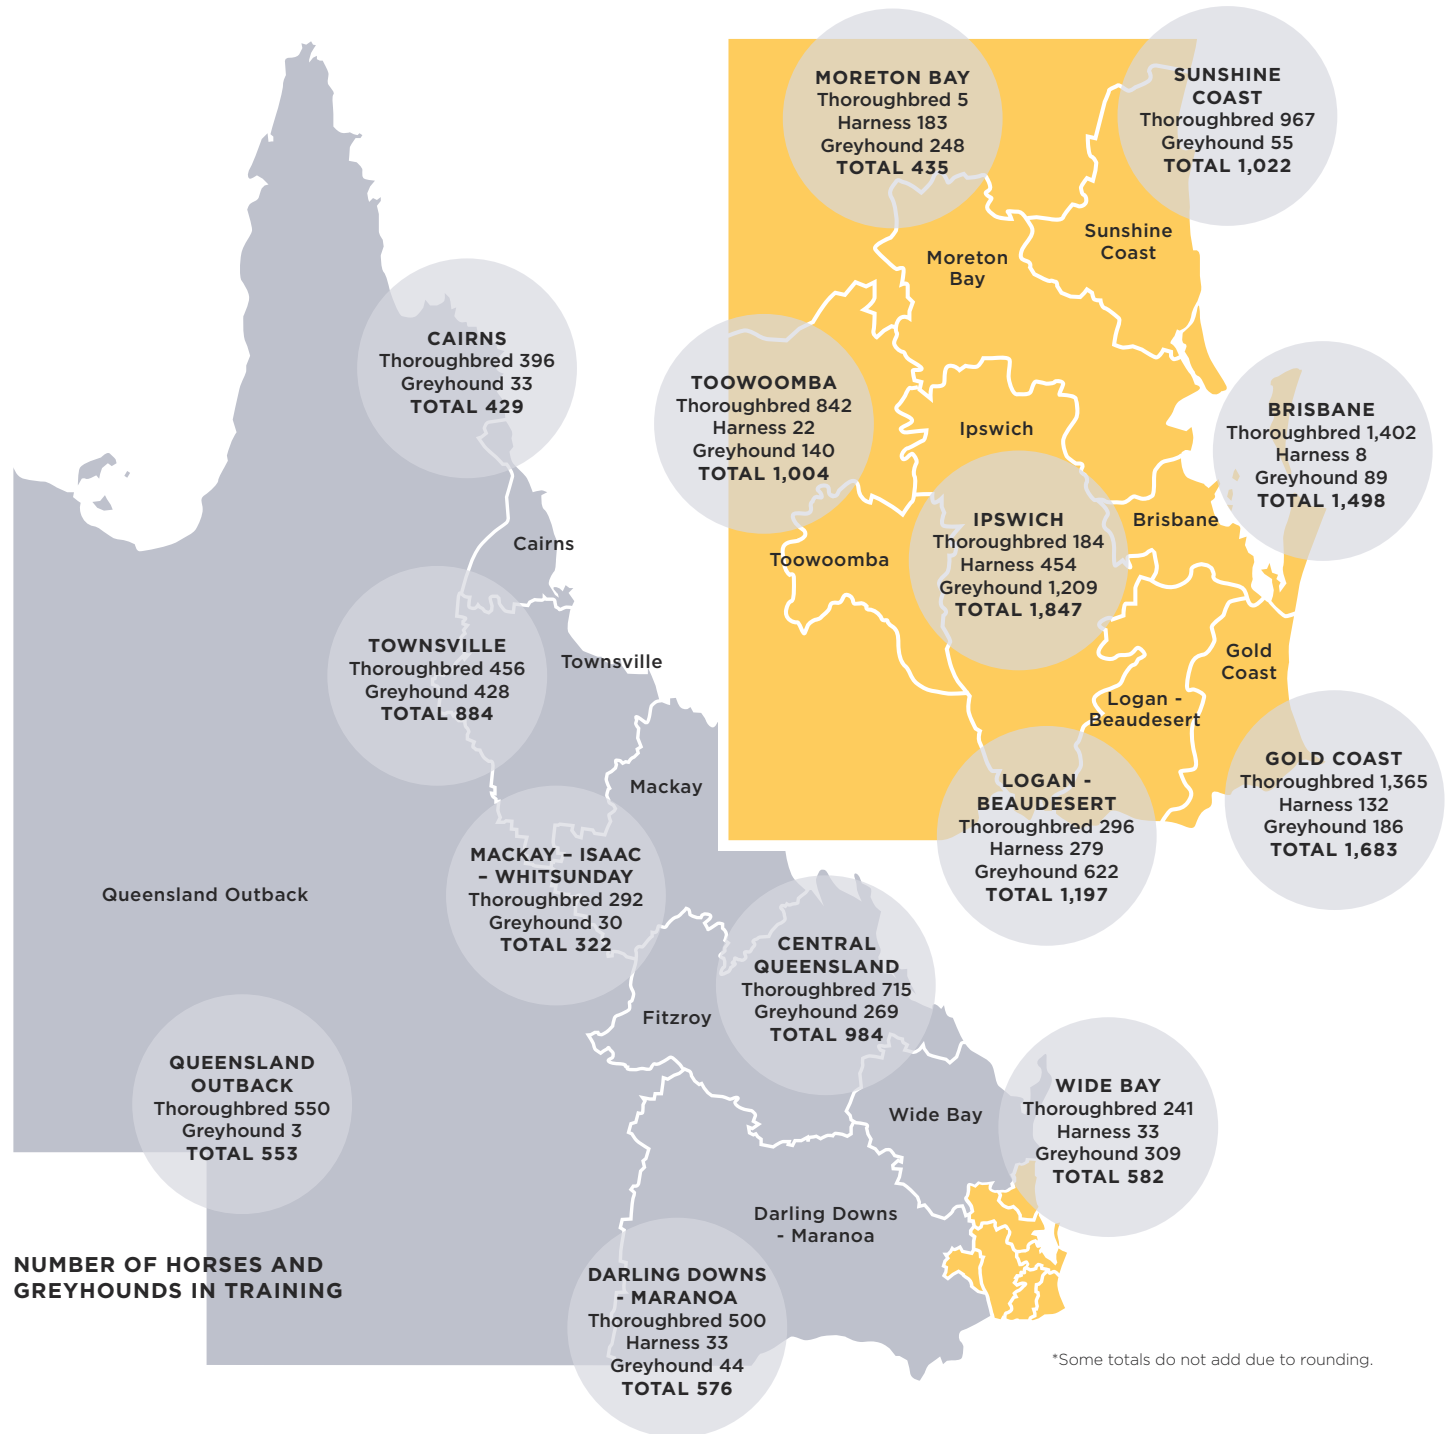 MORETON BAY
Thoroughbred 5
Harness 183
Greyhound 248
TOTAL 435
SUNSHINE
COAST
Thoroughbred 967
Greyhound 55
TOTAL 1,022
Sunshine
Coast
Moreton
Bay
CAIRNS
Thoroughbred 396
Greyhound 33
TOTAL 429
TOOWOOMBA
Thoroughbred 842
Harness 22
Greyhound 140
TOTAL 1,004
Ipswich
BRISBANE
Thoroughbred 1,402
Harness 8
Greyhound 89
TOTAL 1,498
IPSWICH
Thoroughbred 184
Harness 454
Greyhound 1,209
TOTAL 1,847
Brisbane
Cairns
Toowoomba
TOWNSVILLE
Thoroughbred 456
Greyhound 428
TOTAL 884
Townsville
Gold
Coast
Logan -
Beaudesert
Mackay
LOGAN -
BEAUDESERT
Thoroughbred 296
Harness 279
Greyhound 622
TOTAL 1,197
GOLD COAST
Thoroughbred 1,365
Harness 132
Greyhound 186
TOTAL 1,683
MACKAY – ISAAC
– WHITSUNDAY
Thoroughbred 292
Greyhound 30
TOTAL 322
Queensland Outback
CENTRAL
QUEENSLAND
Thoroughbred 715
Greyhound 269
TOTAL 984
Fitzroy
QUEENSLAND
OUTBACK
Thoroughbred 550
Greyhound 3
TOTAL 553
Wide Bay
WIDE BAY
Thoroughbred 241
Harness 33
Greyhound 309
TOTAL 582
Darling Downs
- Maranoa
NUMBER OF HORSES AND
GREYHOUNDS IN TRAINING
DARLING DOWNS
- MARANOA
Thoroughbred 500
Harness 33
Greyhound 44
TOTAL 576
*Some totals do not add due to rounding.